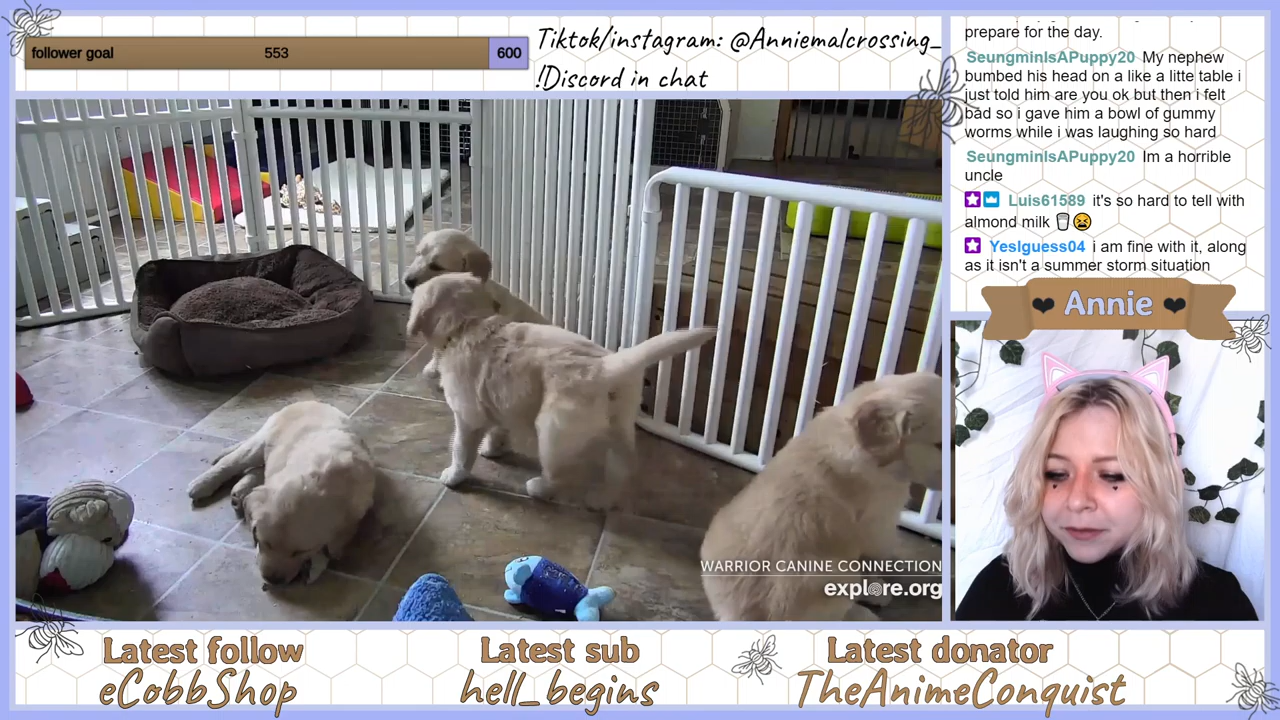 follower goal 553 600
Tiktok/instagram: @Anniemalcrossing_
!Discord in chat
prepare for the day.
SeungminIsAPuppy20 My nephew
bumbed his head on a like a litte table i
just told him are you ok but then i felt
bad so i gave him a bowl of gummy
worms while i was laughing so hard
SeungminIsAPuppy20 Im a horrible
uncle
Luis61589 it's so hard to tell with
almond milk
YesIguess04 i am fine with it, along
as it isn't a summer storm situation
Annie
WARRIOR CANINE CONNECTION
explore.org
Latest follow
eCobbShop
Latest sub
hell_begins
Latest donator
TheAnimeConquist